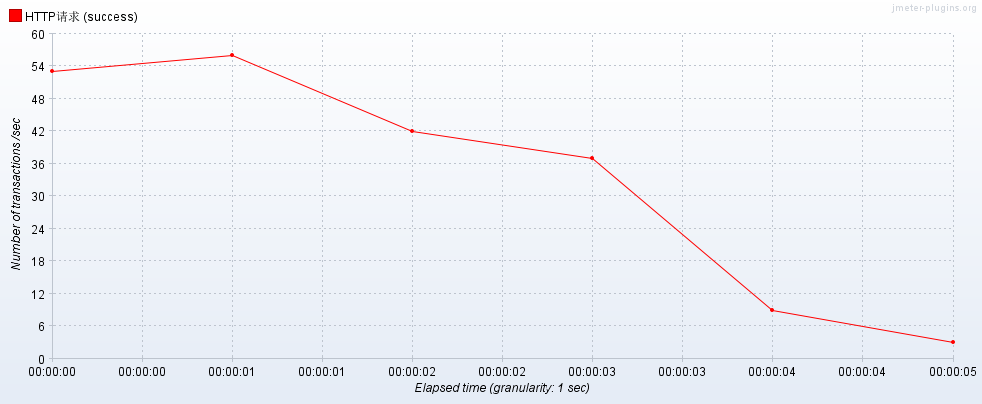 jmeter-plugins.org
HTTP请求 (success)
60
54
48
42
36
30
24
18
12
6
0
Number of transactions /sec
00:00:00 00:00:00 00:00:01 00:00:01 00:00:02 00:00:02 00:00:03 00:00:03 00:00:04 00:00:04 00:00:05
Elapsed time (granularity: 1 sec)